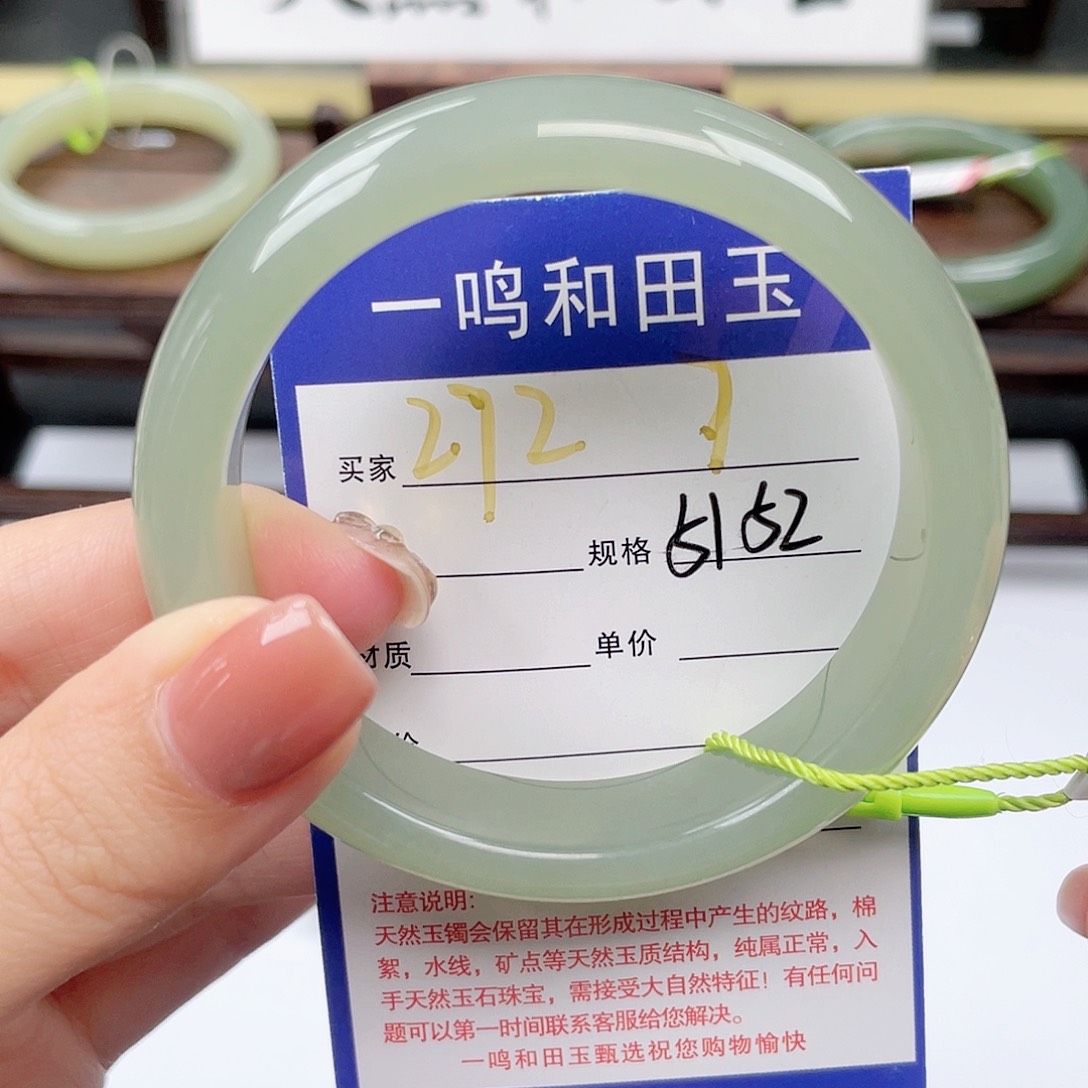 一鸣和田玉
买家
规格 5152
材质 单价
注意说明:
天然玉镯会保留其在形成过程中产生的纹路，棉
絮，水线，矿点等天然玉质结构，纯属正常，入
手天然玉石珠宝，需接受大自然特征！有任何问
题可以第一时间联系客服给您解决。
一鸣和田玉甄选祝您购物愉快